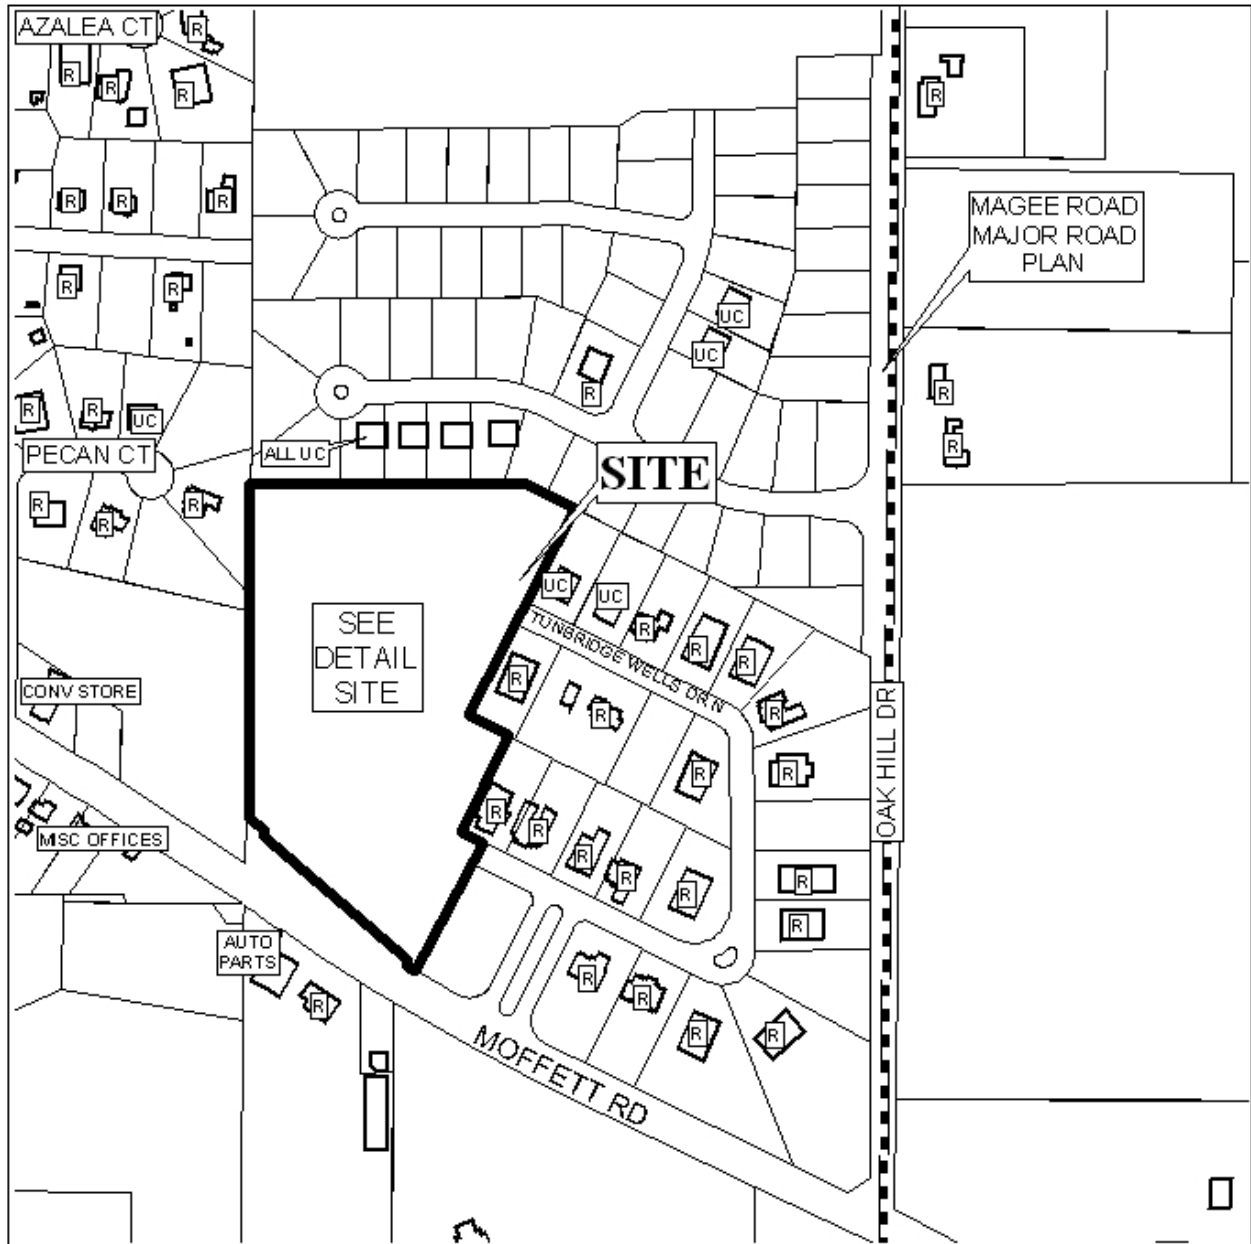 AZALEA CT
R
R
R
R
R
R
R
R
MAGEE ROAD
MAJOR ROAD
PLAN
R
R
R
UC
UC
R
R
R
R
R
UC
ALL UC
PECAN CT
SITE
R
R
R
UC
UC
R
R
R
TUNBRIDGE WELLS DR N
SEE
DETAIL
SITE
R
R
R
CONV STORE
OAK HILL DR
R
R
R
R
R
R
R
MISC OFFICES
R
R
AUTO
PARTS
R
R
R
R
R
MOFFETT RD